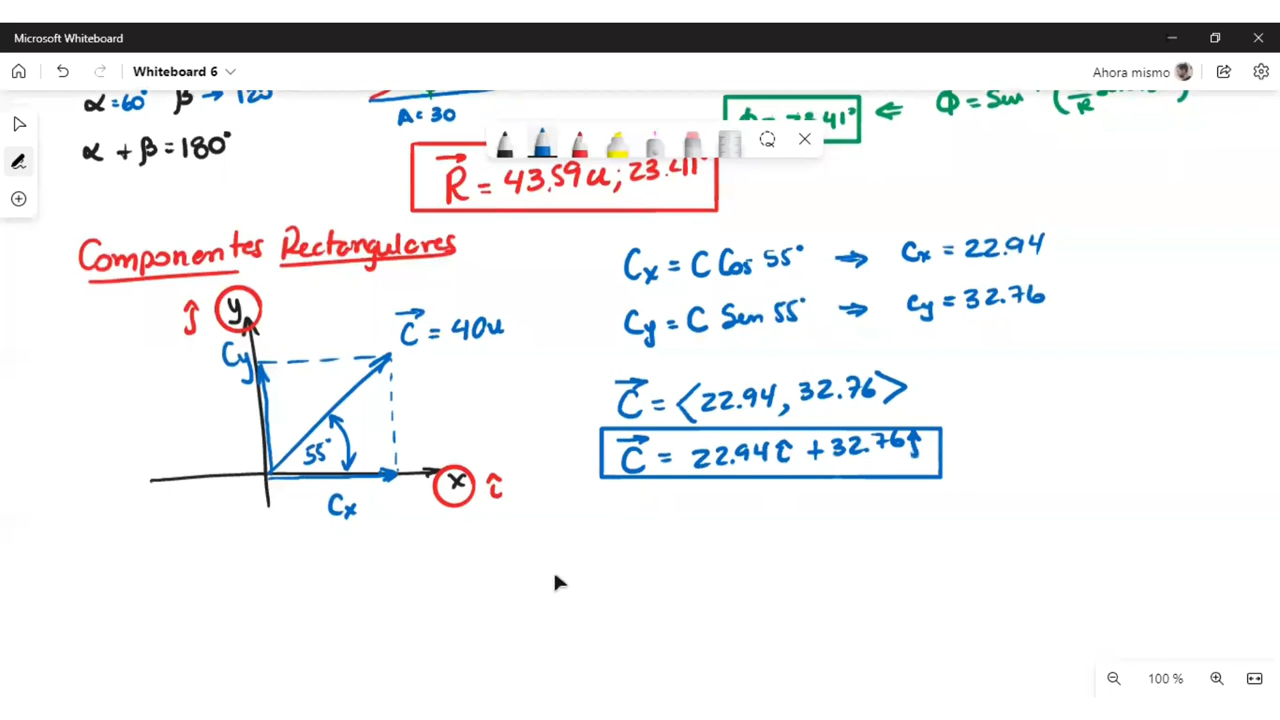 Microsoft Whiteboard
Whiteboard 6
Ahora mismo
α = 60° β → 120
A = 30
α + β = 180°
R⃗ = 43.59u; 23.41°
Componentes Rectangulares
ĵ y
Cy
C⃗ = 40u
55°
x î
Cx
Cx = C Cos 55° → Cx = 22.94
Cy = C Sen 55° → Cy = 32.76
C⃗ = ⟨22.94, 32.76⟩
C⃗ = 22.94î + 32.76ĵ
100 %